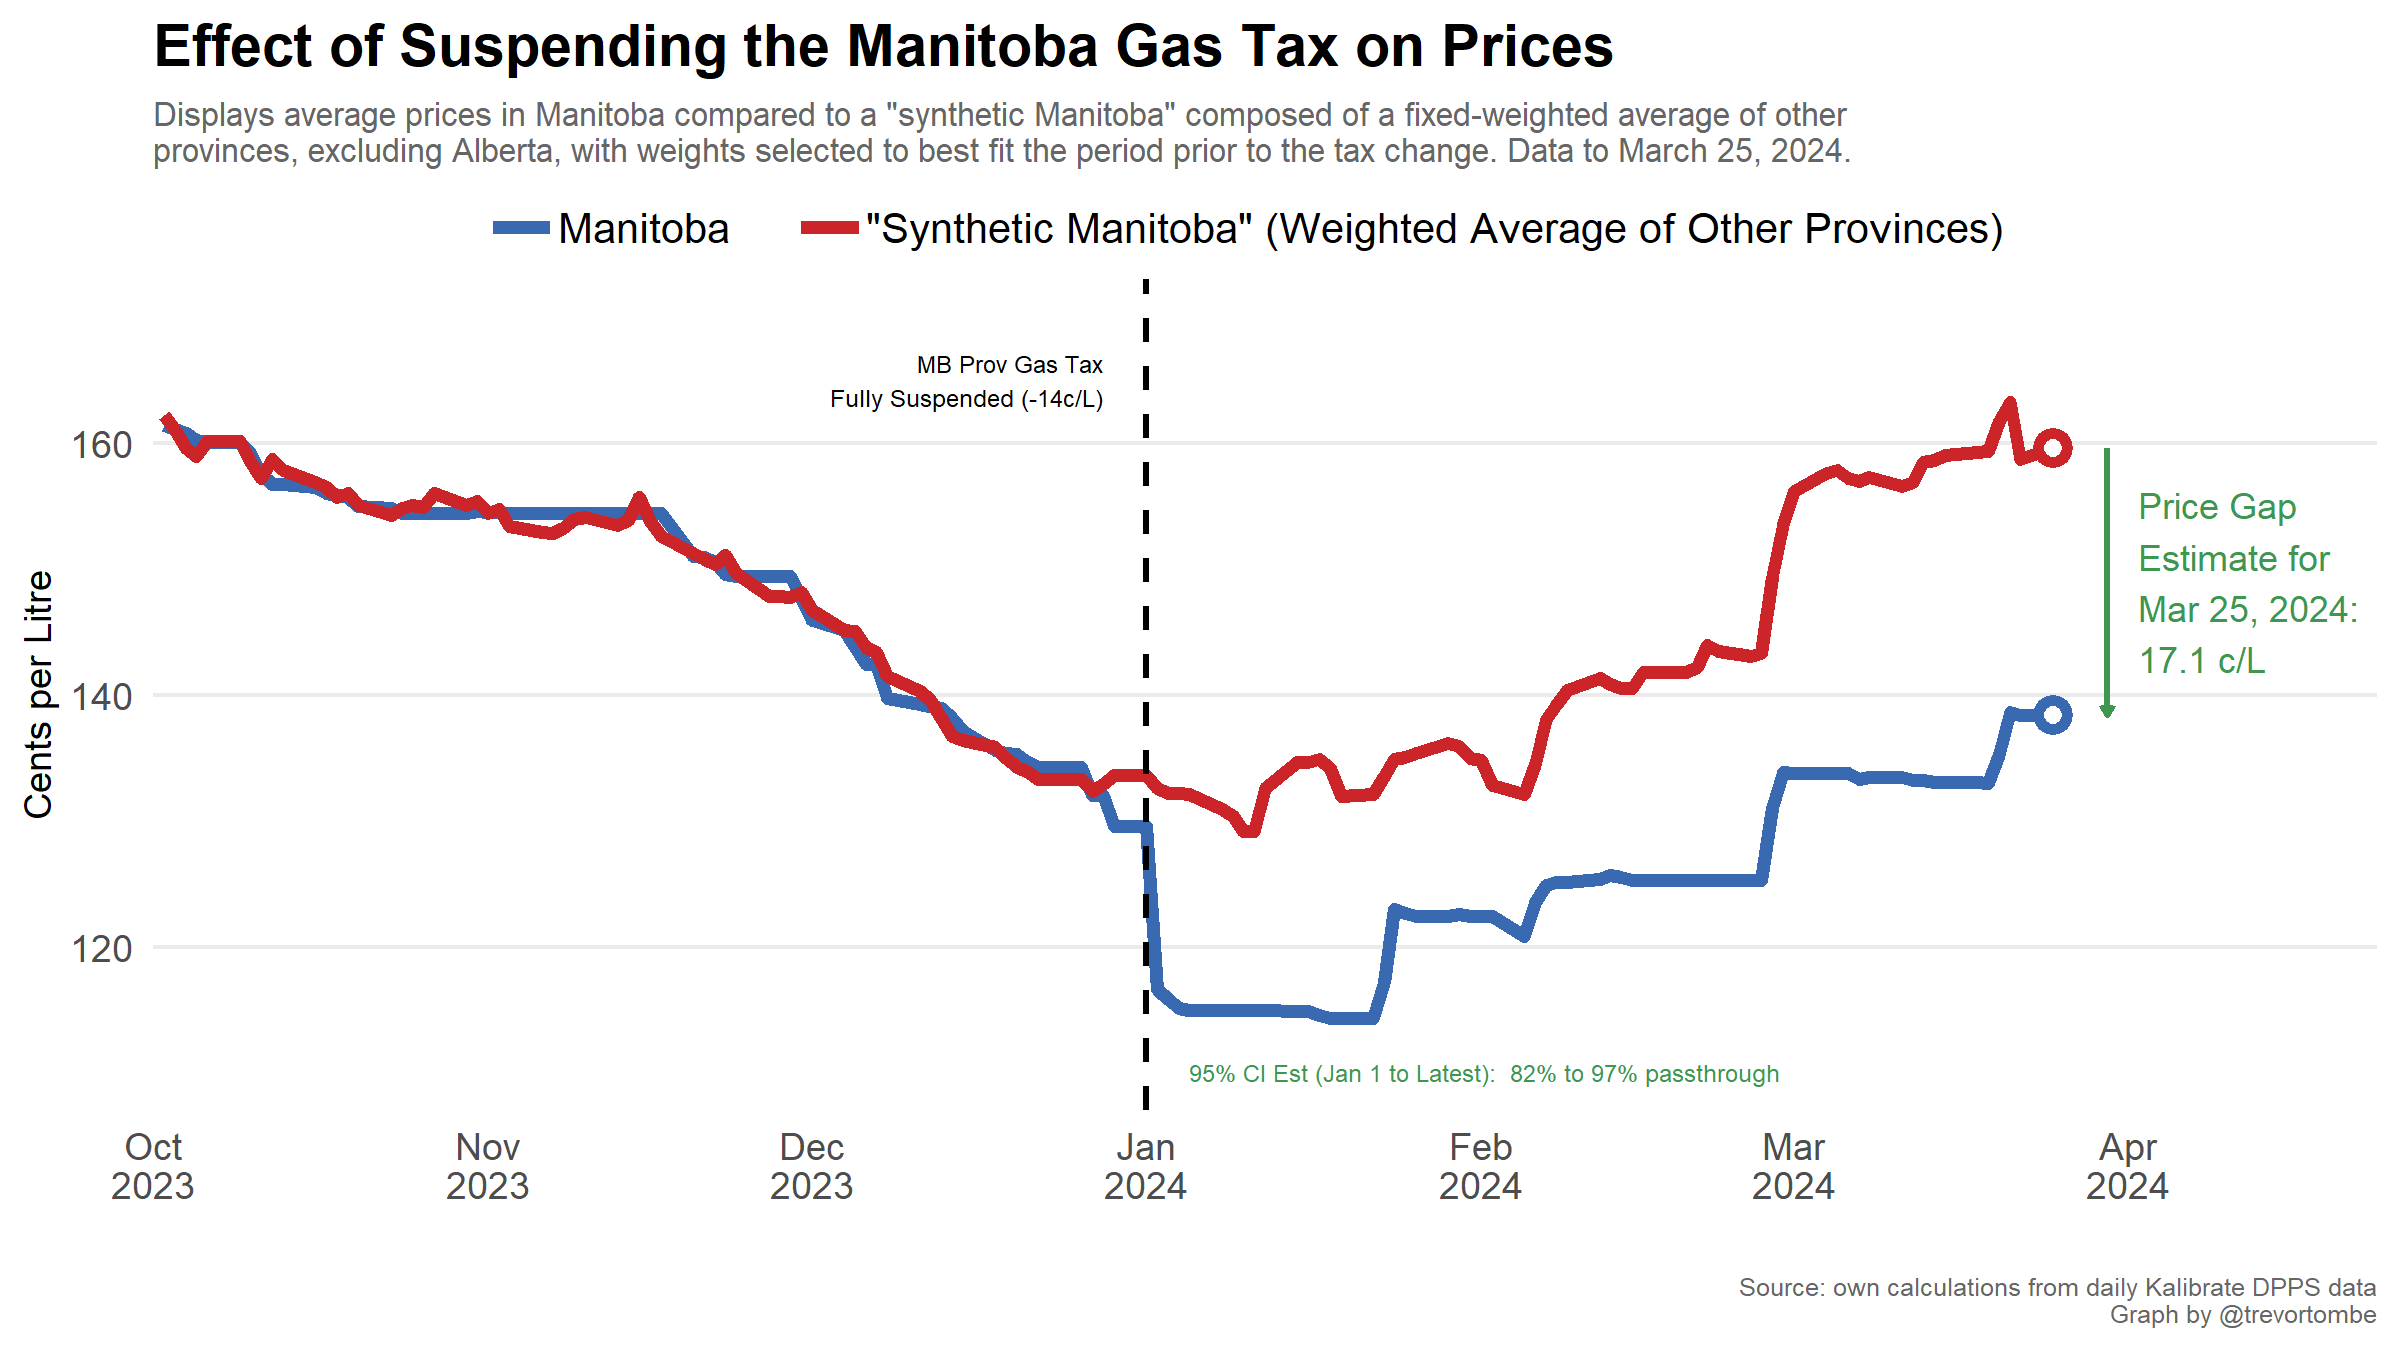 Effect of Suspending the Manitoba Gas Tax on Prices
Displays average prices in Manitoba compared to a "synthetic Manitoba" composed of a fixed-weighted average of other
provinces, excluding Alberta, with weights selected to best fit the period prior to the tax change. Data to March 25, 2024.
Manitoba
"Synthetic Manitoba" (Weighted Average of Other Provinces)
MB Prov Gas Tax
Fully Suspended (-14c/L)
160
140
120
Cents per Litre
Price Gap
Estimate for
Mar 25, 2024:
17.1 c/L
95% CI Est (Jan 1 to Latest):  82% to 97% passthrough
Oct
2023
Nov
2023
Dec
2023
Jan
2024
Feb
2024
Mar
2024
Apr
2024
Source: own calculations from daily Kalibrate DPPS data
Graph by @trevortombe